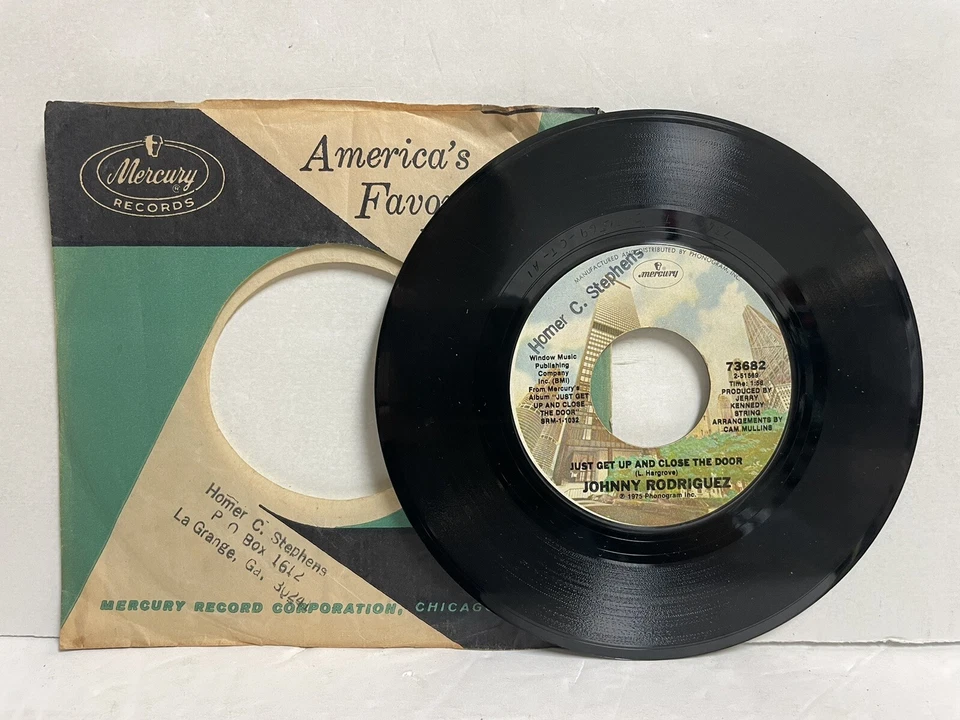 Mercury
RECORDS
America's
Favo
Homer C. Stephens
P O Box 1612
La Grange, Ga.
MERCURY RECORD CORPORATION, CHICAG
MANUFACTURED AND DISTRIBUTED BY PHONOGRAM, INC.
mercury
Homer C. Stephens
Window Music
Publishing
Company
Inc. (BMI)
From Mercury's
Album "JUST GET
UP AND CLOSE
THE DOOR"
SRM-1-1032
73682
2-51569
Time: 1:56
PRODUCED BY
JERRY
KENNEDY
STRING
ARRANGEMENTS BY
CAM MULLINS
JUST GET UP AND CLOSE THE DOOR
(L. Hargrove)
JOHNNY RODRIGUEZ
℗ 1975 Phonogram Inc.